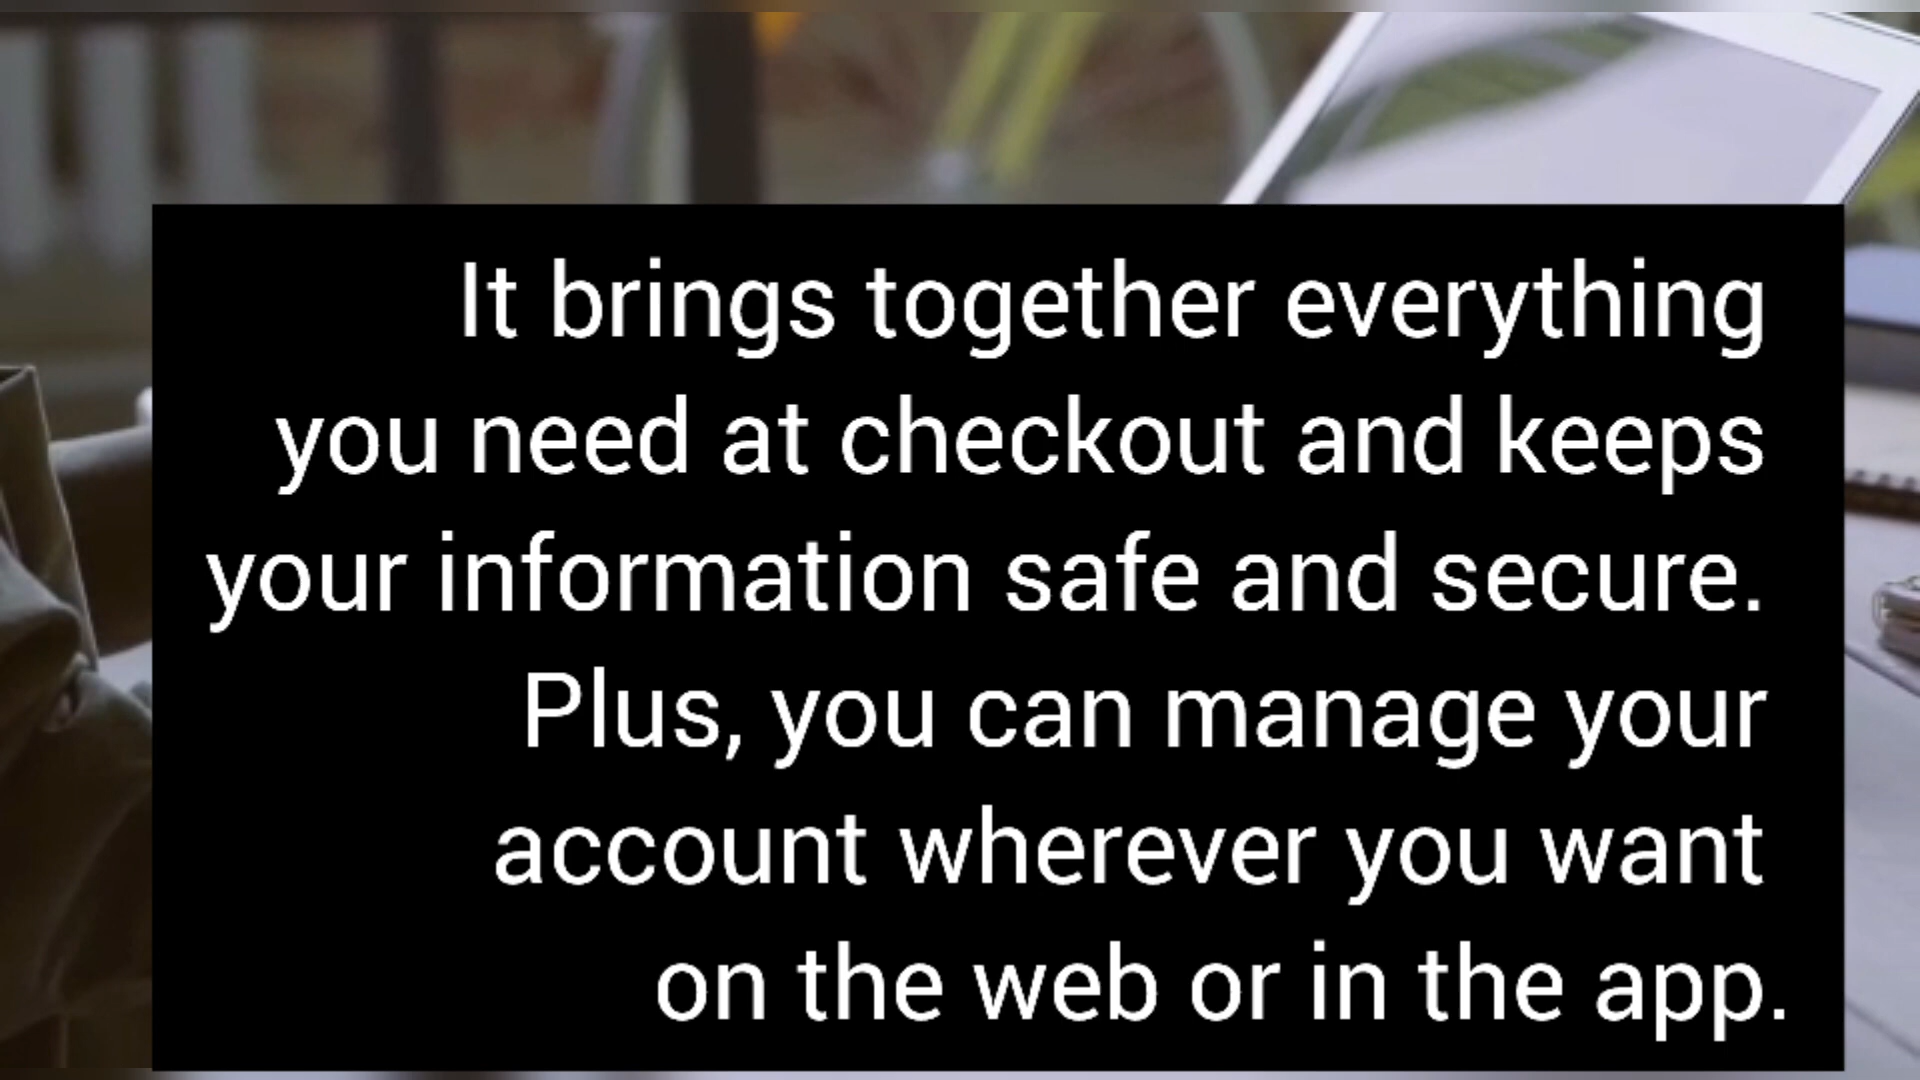 It brings together everything
you need at checkout and keeps
your information safe and secure.
Plus, you can manage your
account wherever you want
on the web or in the app.